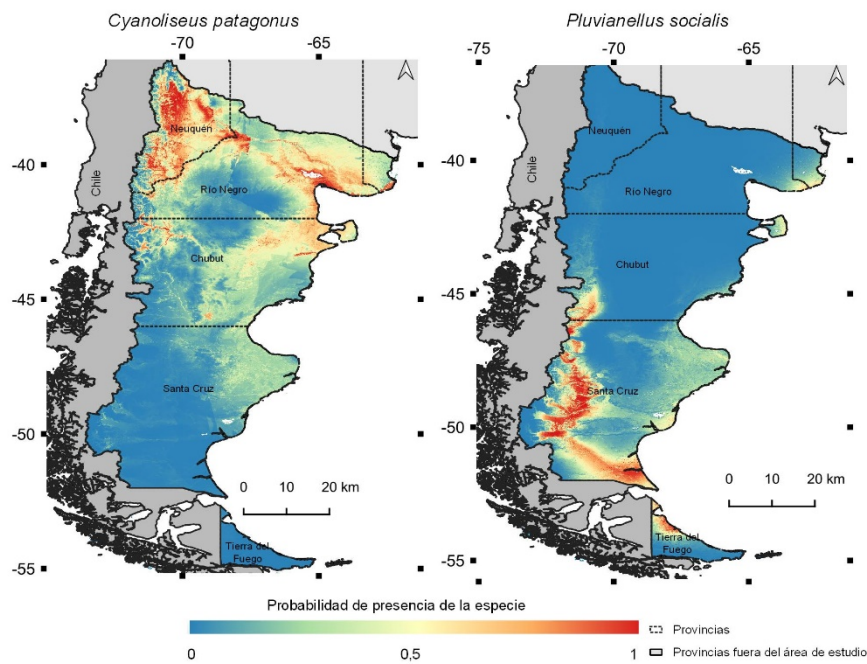 Cyanoliseus patagonus
Pluvianellus socialis
-70 -65
-75 -70 -65
Neuquén
Neuquén
-40
-40
Río Negro
Río Negro
Chile
Chile
Chubut
Chubut
-45
-45
Santa Cruz
Santa Cruz
-50
-50
0 10 20 km
0 10 20 km
Tierra del
Fuego
Tierra del
Fuego
-55
-55
Probabilidad de presencia de la especie
0 0,5 1
Provincias
Provincias fuera del área de estudio